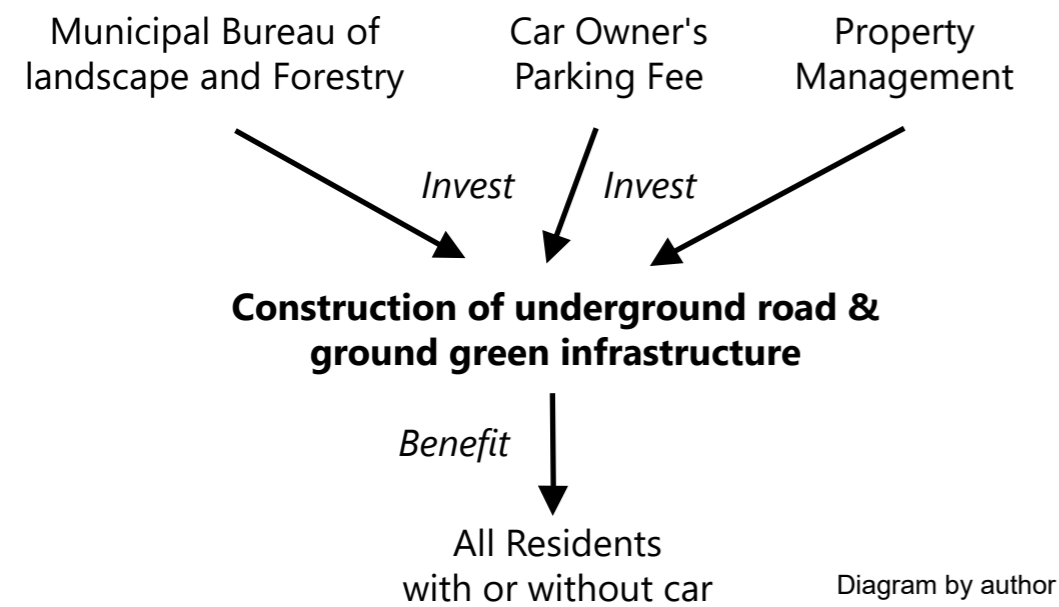 Municipal Bureau of
landscape and Forestry
Car Owner's
Parking Fee
Property
Management
Invest
Invest
Construction of underground road &
ground green infrastructure
Benefit
All Residents
with or without car
Diagram by author